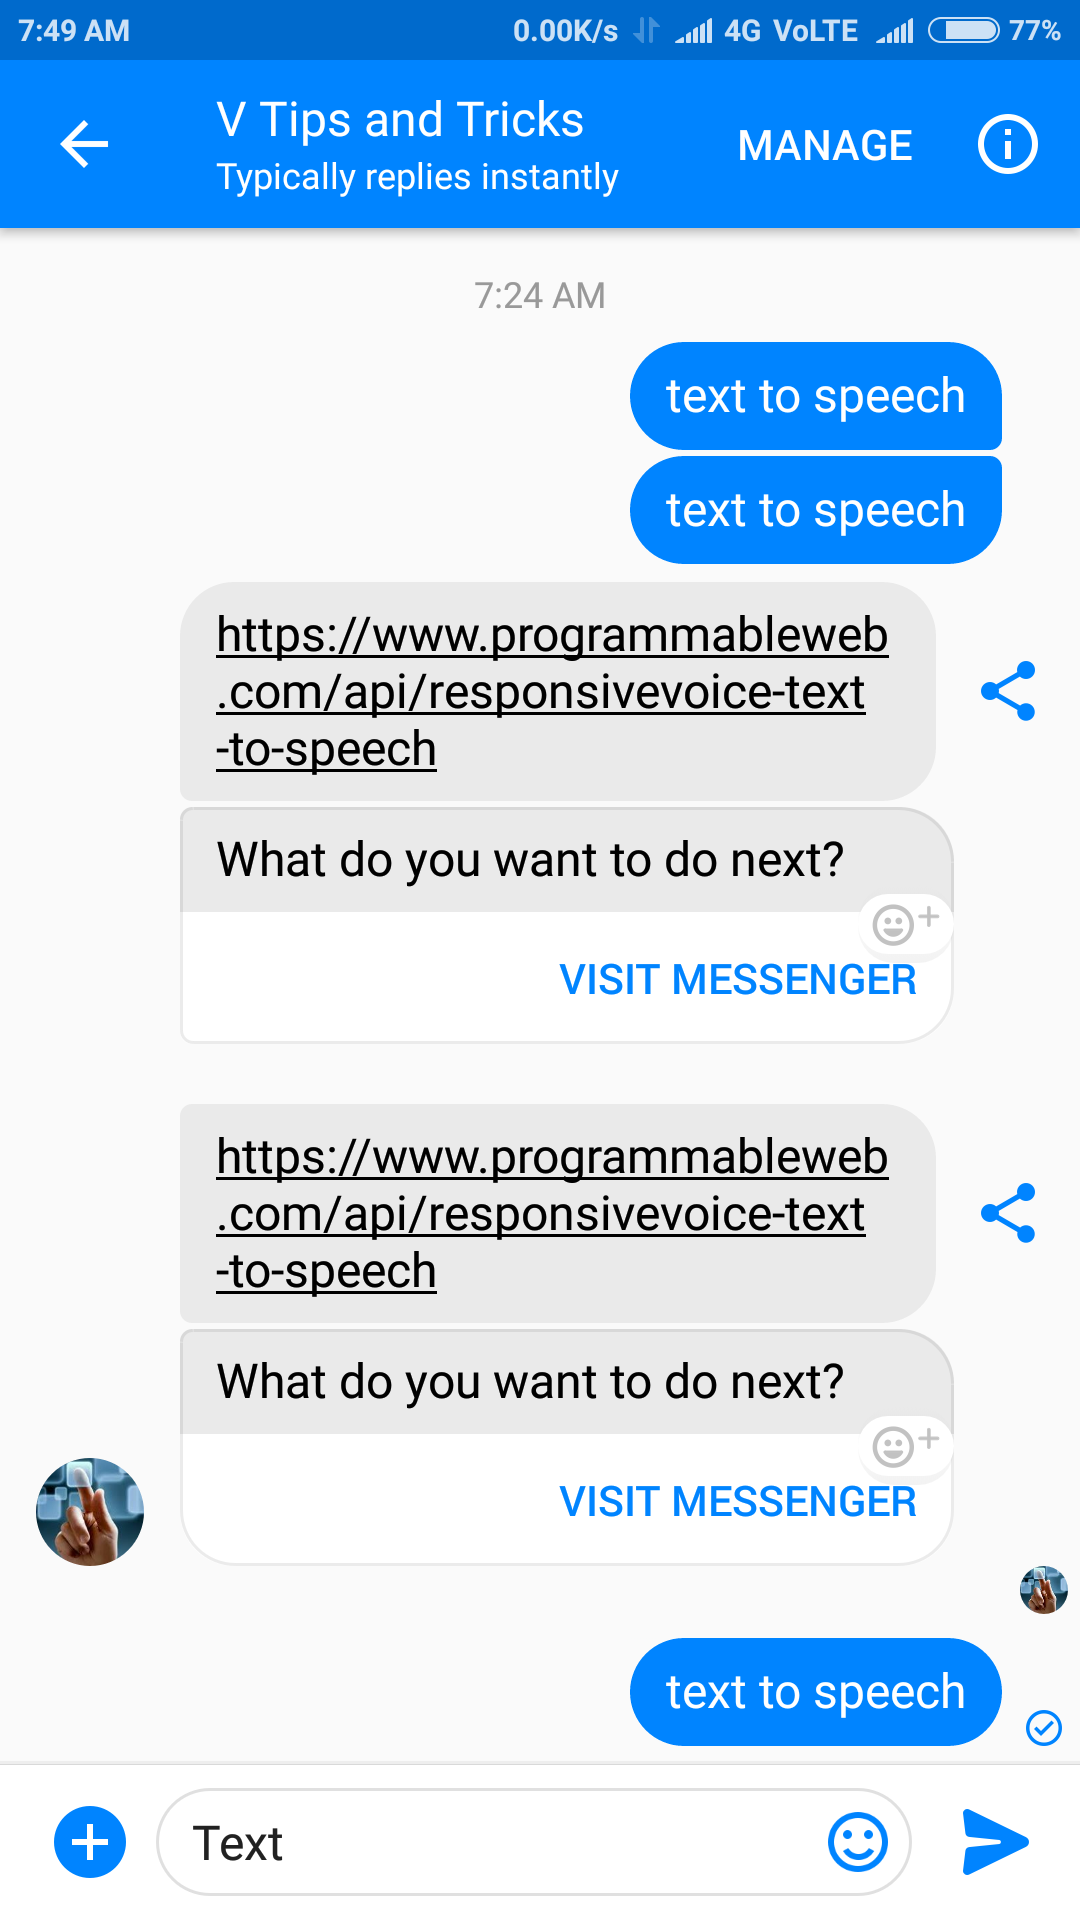 7:49 AM 0.00K/s 4G VoLTE 77%
V Tips and Tricks
Typically replies instantly
MANAGE
7:24 AM
text to speech
text to speech
https://www.programmableweb
.com/api/responsivevoice-text
-to-speech
What do you want to do next?
VISIT MESSENGER
https://www.programmableweb
.com/api/responsivevoice-text
-to-speech
What do you want to do next?
VISIT MESSENGER
text to speech
Text